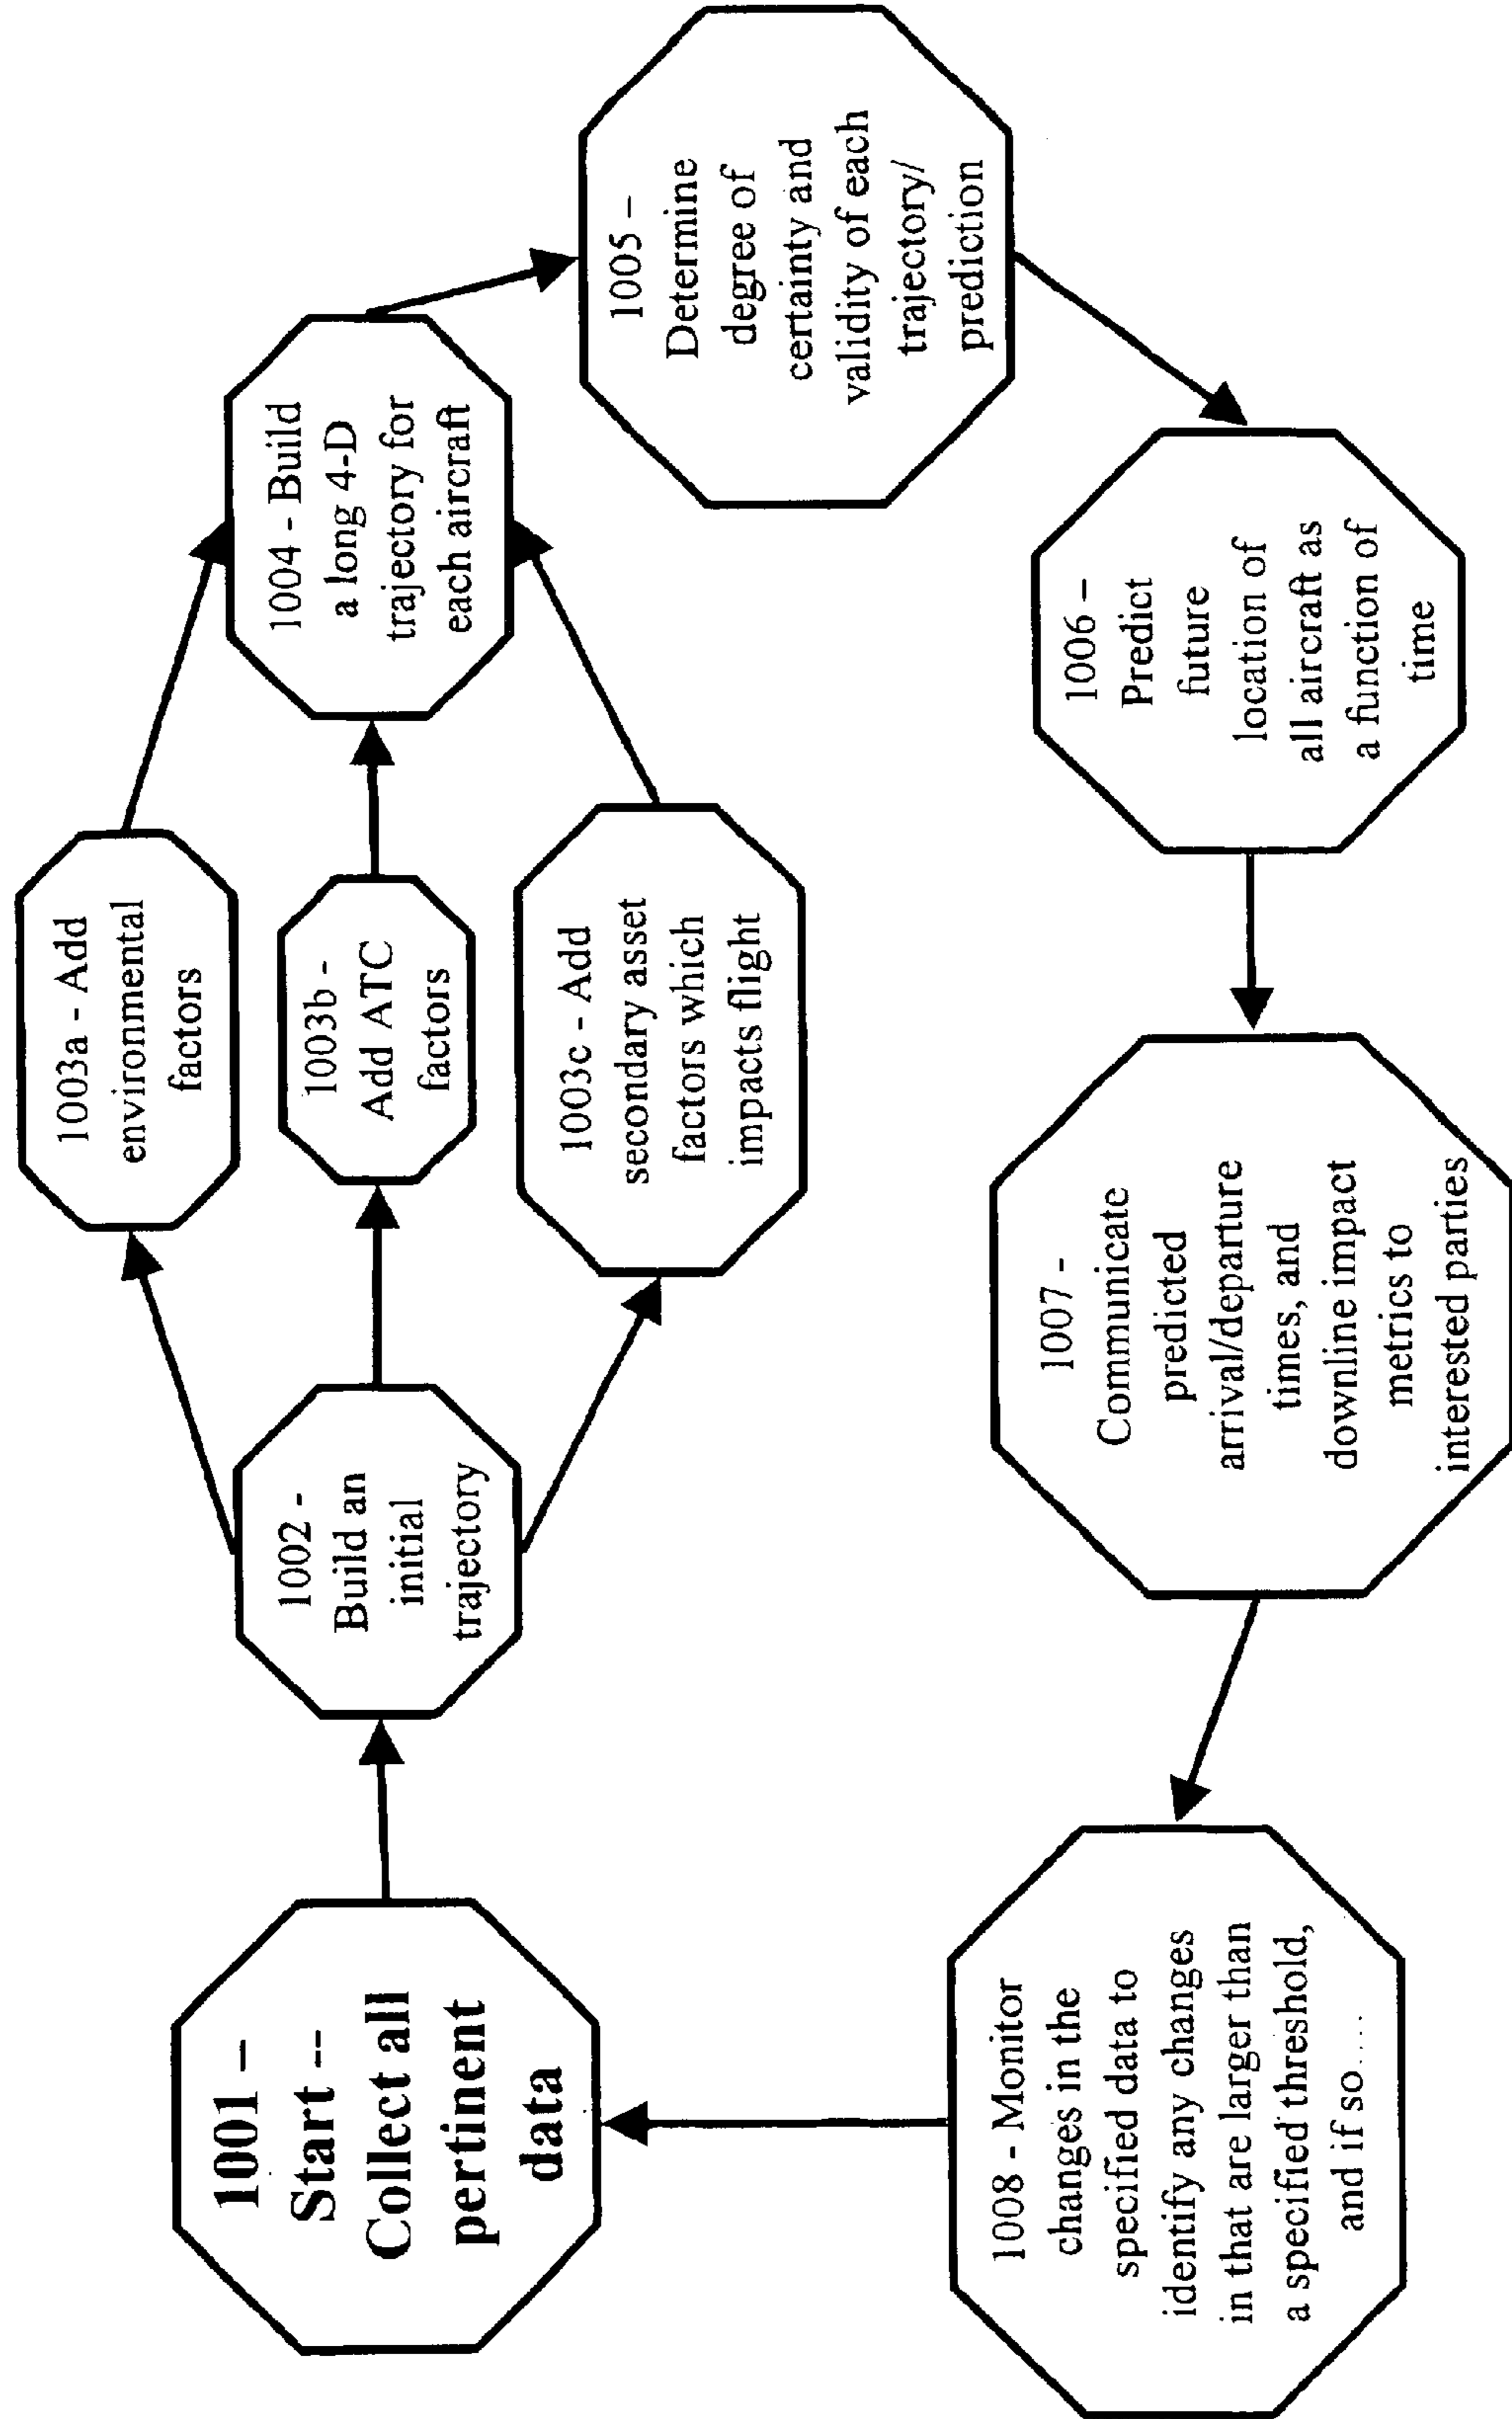 1001 –
Start --
Collect all
pertinent
data
1002 -
Build an
initial
trajectory
1003a - Add
environmental
factors
1003b -
Add ATC
factors
1003c - Add
secondary asset
factors which
impacts flight
1004 - Build
a long 4-D
trajectory for
each aircraft
1005 –
Determine
degree of
certainty and
validity of each
trajectory/
prediction
1006 –
Predict
future
location of
all aircraft as
a function of
time
1007 -
Communicate
predicted
arrival/departure
times, and
downline impact
metrics to
interested parties
1008 - Monitor
changes in the
specified data to
identify any changes
in that are larger than
a specified threshold,
and if so....